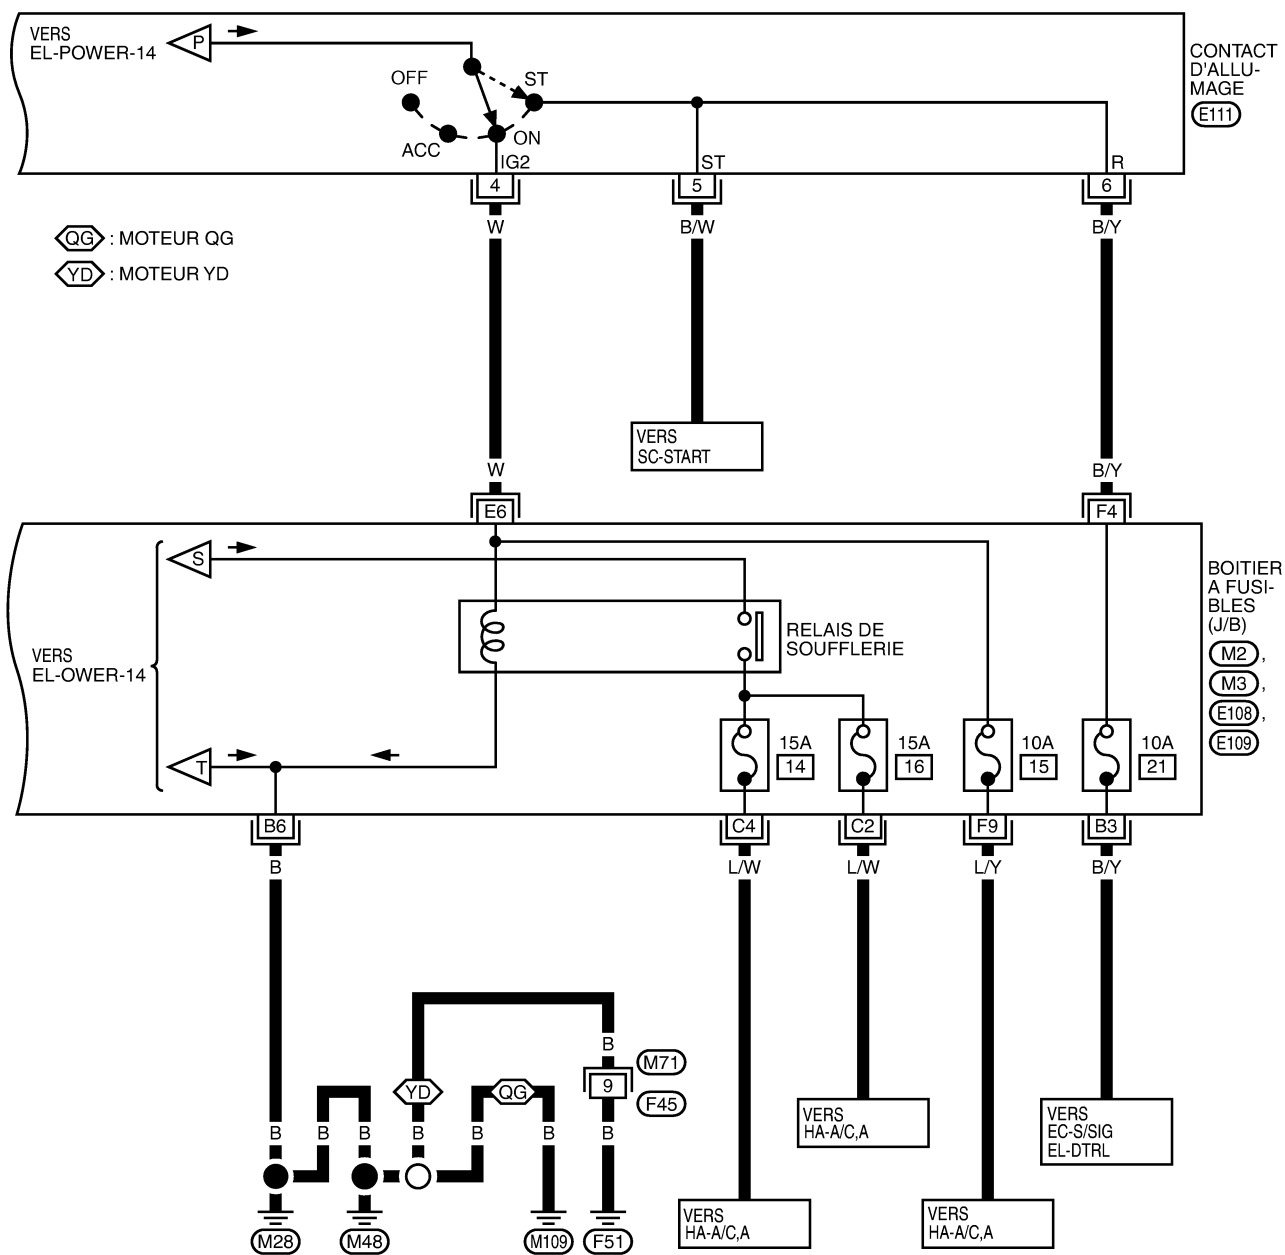 VERS
EL-POWER-14
P
OFF
ST
ACC
ON
IG2
ST
R
CONTACT
D'ALLU-
MAGE
E111
4
5
6
W
B/W
B/Y
QG : MOTEUR QG
YD : MOTEUR YD
VERS
SC-START
W
B/Y
E6
F4
S
VERS
EL-OWER-14
T
RELAIS DE
SOUFFLERIE
BOITIER
A FUSI-
BLES
(J/B)
M2 ,
M3 ,
E108 ,
E109
15A
14
15A
16
10A
15
10A
21
B6
C4
C2
F9
B3
B
L/W
L/W
L/Y
B/Y
B
M71
YD
QG
9
F45
B
B
B
B
B
B
B
VERS
HA-A/C,A
VERS
EC-S/SIG
EL-DTRL
VERS
HA-A/C,A
VERS
HA-A/C,A
M28
M48
M109
F51